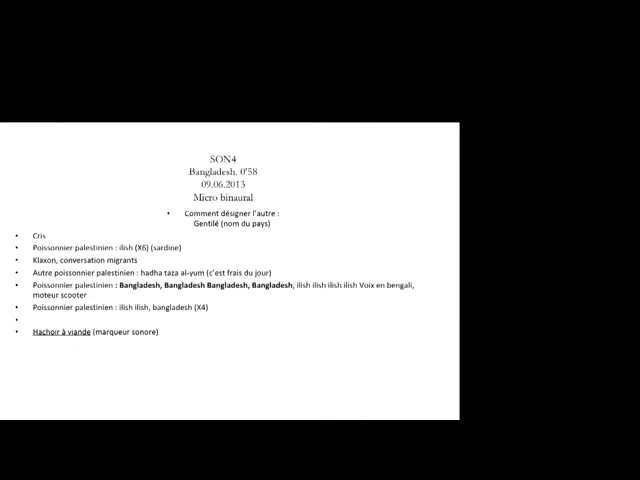 SON4
Bangladesh. 0'58
09.06.2013
Micro binaural
• Comment désigner l'autre :
Gentilé (nom du pays)
• Cris
• Poissonnier palestinien : ilish (X6) (sardine)
• Klaxon, conversation migrants
• Autre poissonnier palestinien : hadha taza al-yum (c'est frais du jour)
• Poissonnier palestinien : Bangladesh, Bangladesh Bangladesh, Bangladesh, ilish ilish ilish ilish Voix en bengali,
moteur scooter
• Poissonnier palestinien : ilish ilish, bangladesh (X4)
•
• Hachoir à viande (marqueur sonore)